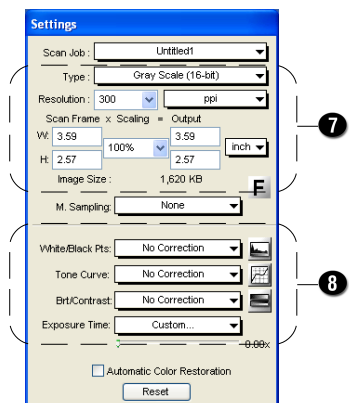 Settings
Scan Job : Untitled1
Type : Gray Scale (16-bit)
Resolution : 300 ppi
Scan Frame x Scaling = Output
W: 3.59 100% 3.59 inch
H: 2.57 2.57
Image Size : 1,620 KB
F
M. Sampling: None
White/Black Pts: No Correction
Tone Curve: No Correction
Brt/Contrast: No Correction
Exposure Time: Custom...
0.00x
Automatic Color Restoration
Reset
7
8